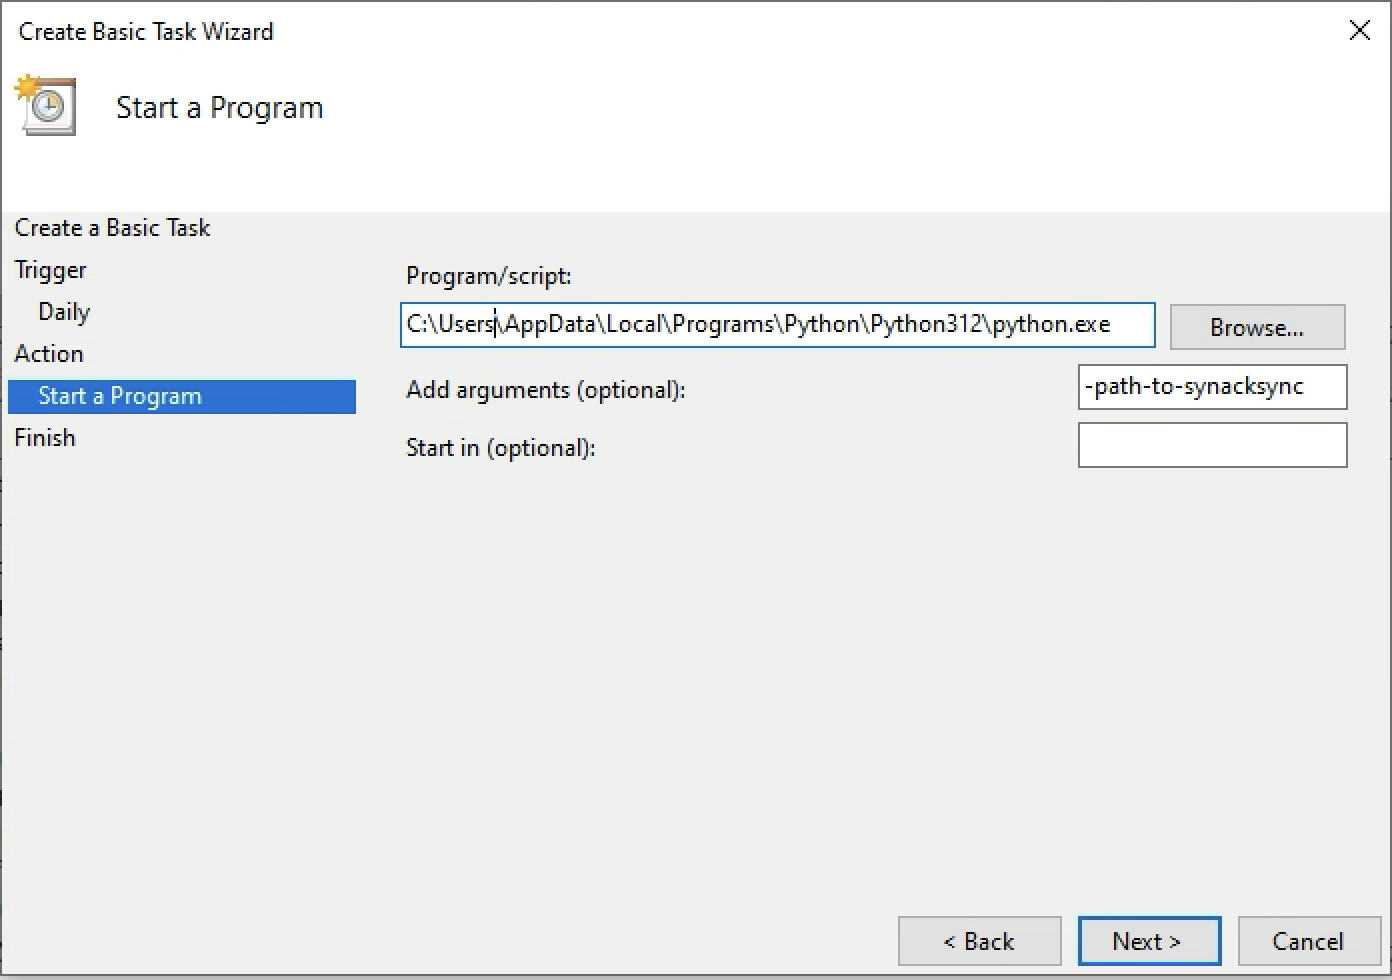 Create Basic Task Wizard
Start a Program
Create a Basic Task
Trigger
Daily
Action
Start a Program
Finish
Program/script:
C:\Users\AppData\Local\Programs\Python\Python312\python.exe
Browse...
Add arguments (optional):
-path-to-synacksync
Start in (optional):
< Back
Next >
Cancel